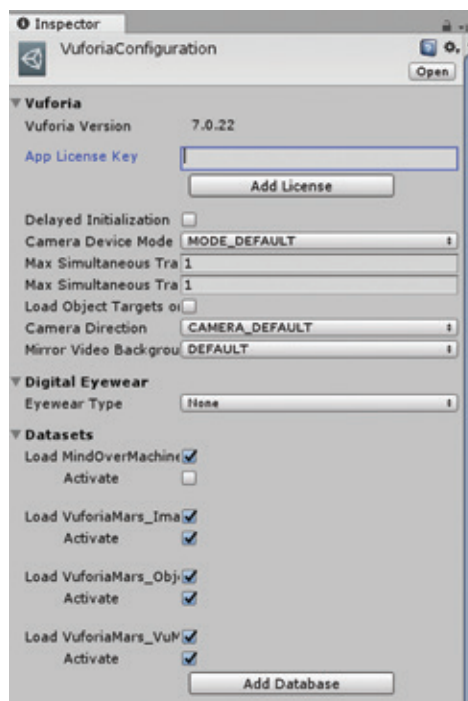 Inspector
VuforiaConfiguration
Open
Vuforia
Vuforia Version 7.0.22
App License Key
Add License
Delayed Initialization
Camera Device Mode MODE_DEFAULT
Max Simultaneous Tra 1
Max Simultaneous Tra 1
Load Object Targets o
Camera Direction CAMERA_DEFAULT
Mirror Video Backgrou DEFAULT
Digital Eyewear
Eyewear Type None
Datasets
Load MindOverMachine
Activate
Load VuforiaMars_Ima
Activate
Load VuforiaMars_Obj
Activate
Load VuforiaMars_VuM
Activate
Add Database